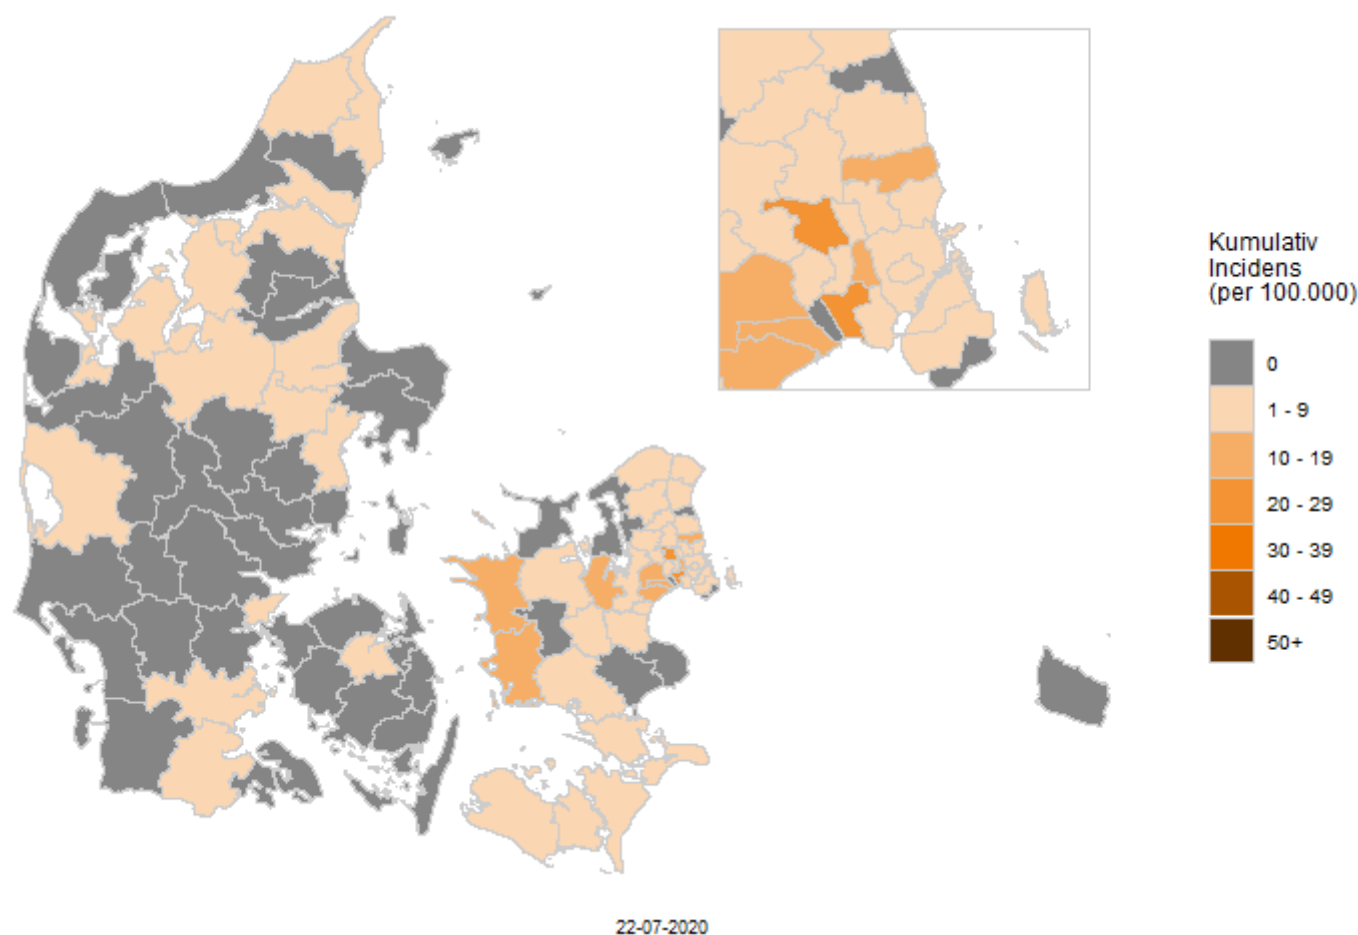 Kumulativ
Incidens
(per 100.000)
0
1 - 9
10 - 19
20 - 29
30 - 39
40 - 49
50+
22-07-2020